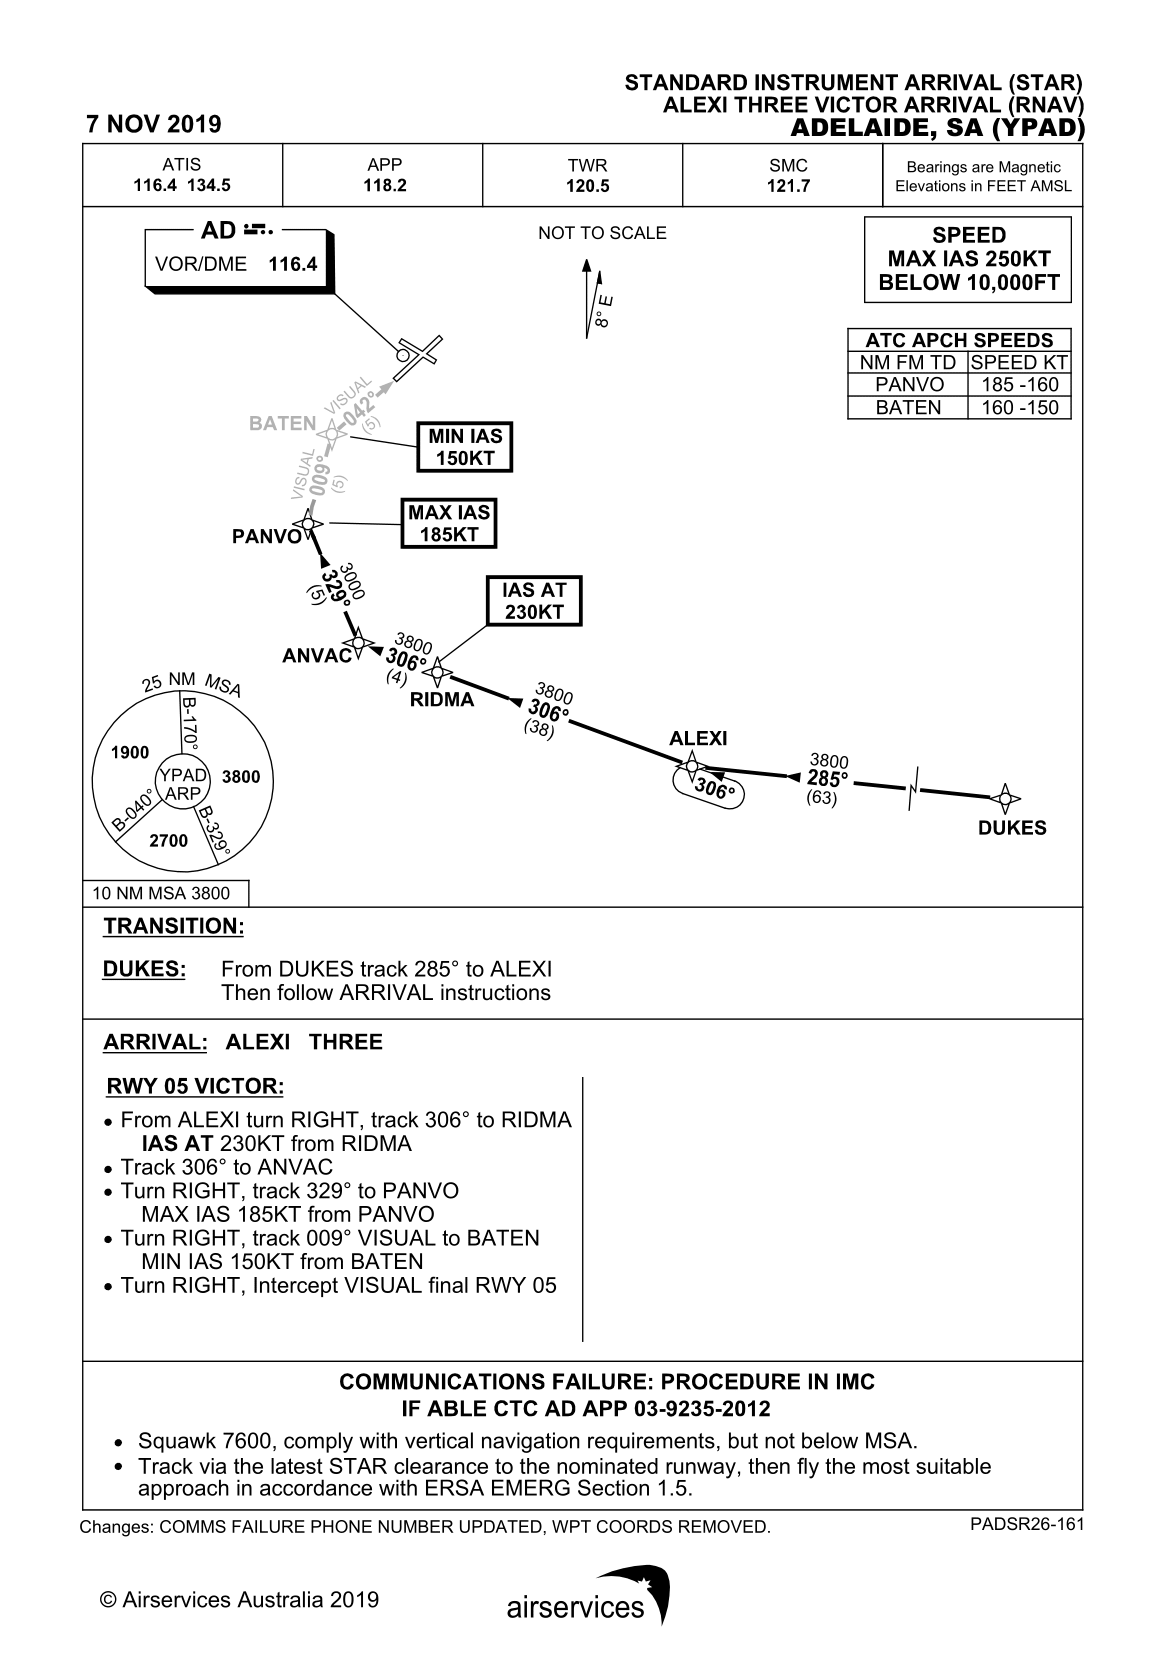 STANDARD INSTRUMENT ARRIVAL (STAR)
ALEXI THREE VICTOR ARRIVAL (RNAV)
7 NOV 2019
ADELAIDE, SA (YPAD)
ATIS
116.4 134.5
APP
118.2
TWR
120.5
SMC
121.7
Bearings are Magnetic
Elevations in FEET AMSL
AD
VOR/DME 116.4
NOT TO SCALE
8° E
SPEED
MAX IAS 250KT
BELOW 10,000FT
ATC APCH SPEEDS
NM FM TD SPEED KT
PANVO 185 -160
BATEN 160 -150
VISUAL
042°
(5)
BATEN
MIN IAS
150KT
VISUAL
009°
(5)
PANVO
MAX IAS
185KT
3000
329°
(5)
IAS AT
230KT
ANVAC
3800
306°
(4)
RIDMA
3800
306°
(38)
ALEXI
306°
3800
285°
(63)
DUKES
25 NM MSA
B-170°
1900
YPAD
ARP
3800
B-040°
B-329°
2700
10 NM MSA 3800
TRANSITION:
DUKES: From DUKES track 285° to ALEXI
Then follow ARRIVAL instructions
ARRIVAL: ALEXI THREE
RWY 05 VICTOR:
• From ALEXI turn RIGHT, track 306° to RIDMA
IAS AT 230KT from RIDMA
• Track 306° to ANVAC
• Turn RIGHT, track 329° to PANVO
MAX IAS 185KT from PANVO
• Turn RIGHT, track 009° VISUAL to BATEN
MIN IAS 150KT from BATEN
• Turn RIGHT, Intercept VISUAL final RWY 05
COMMUNICATIONS FAILURE: PROCEDURE IN IMC
IF ABLE CTC AD APP 03-9235-2012
• Squawk 7600, comply with vertical navigation requirements, but not below MSA.
• Track via the latest STAR clearance to the nominated runway, then fly the most suitable
approach in accordance with ERSA EMERG Section 1.5.
Changes: COMMS FAILURE PHONE NUMBER UPDATED, WPT COORDS REMOVED.
PADSR26-161
© Airservices Australia 2019
airservices